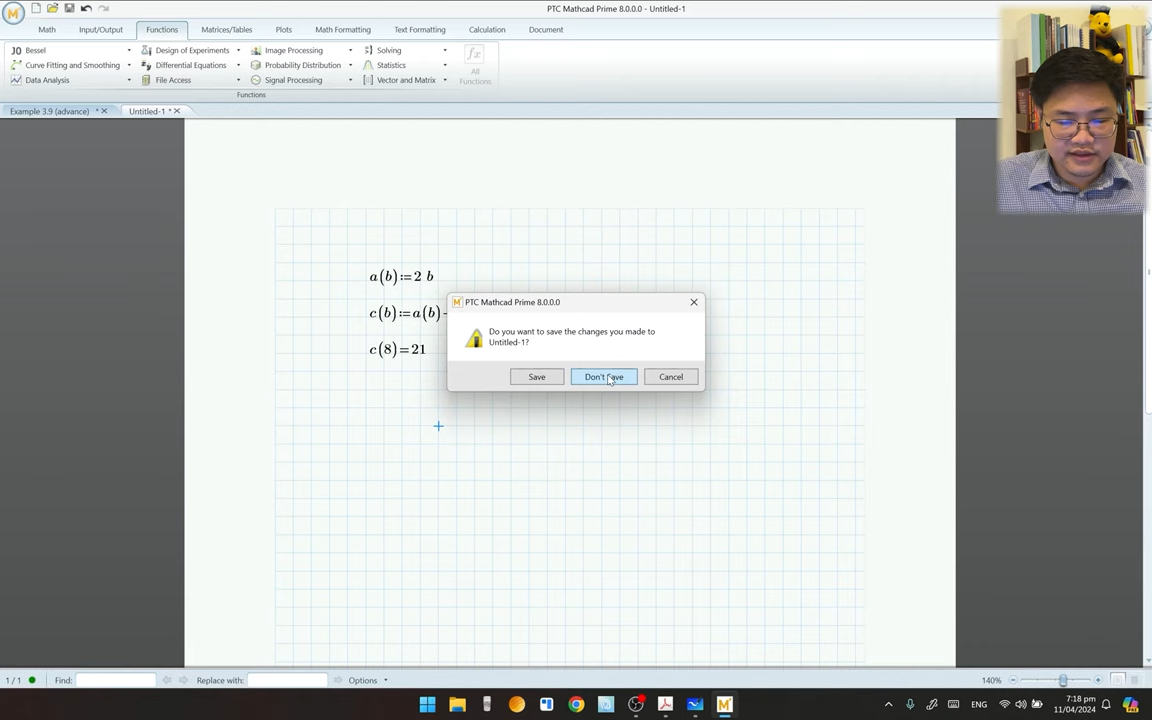 PTC Mathcad Prime 8.0.0.0 - Untitled-1
Math Input/Output Functions Matrices/Tables Plots Math Formatting Text Formatting Calculation Document
Bessel Design of Experiments Image Processing Solving
Curve Fitting and Smoothing Differential Equations Probability Distribution Statistics
Data Analysis File Access Signal Processing Vector and Matrix
All
Functions
Functions
Example 3.9 (advance) * Untitled-1 *
a(b):=2 b
PTC Mathcad Prime 8.0.0.0
c(b):=a(b)
Do you want to save the changes you made to
Untitled-1?
c(8)=21
Save Don't Save Cancel
1 / 1 Find: Replace with: Options 140%
ENG
7:18 pm
11/04/2024